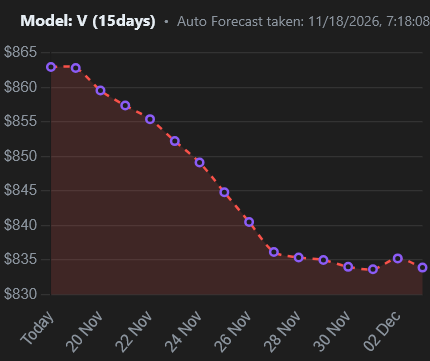 Model: V (15days) • Auto Forecast taken: 11/18/2026, 7:18:08
$865
$860
$855
$850
$845
$840
$835
$830
Today
20 Nov
22 Nov
24 Nov
26 Nov
28 Nov
30 Nov
02 Dec